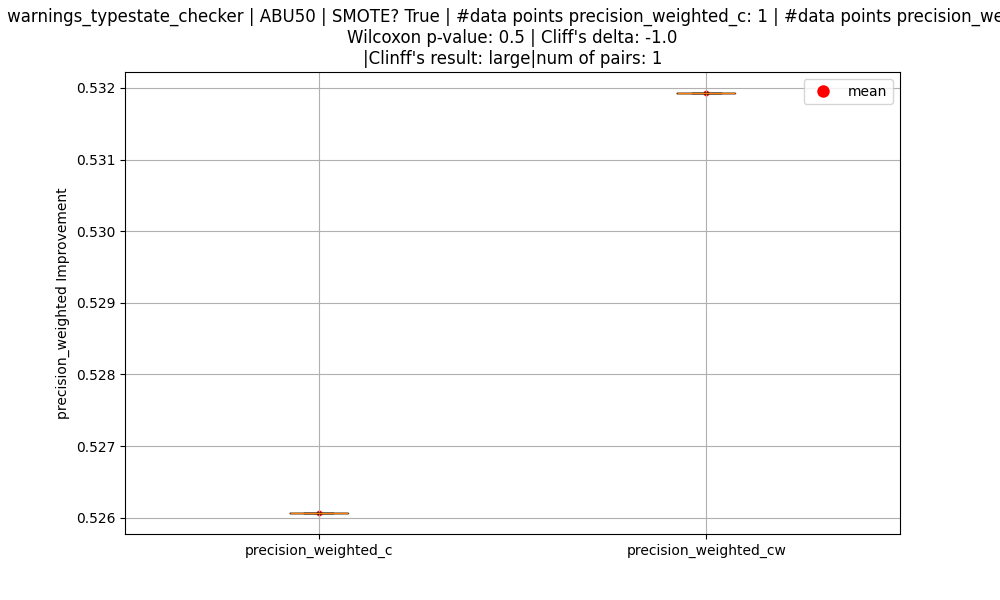 warnings_typestate_checker | ABU50 | SMOTE? True | #data points precision_weighted_c: 1 | #data points
Wilcoxon p-value: 0.5 | Cliff's delta: -1.0
|Clinff's result: large|num of pairs: 1
mean
0.532
0.531
0.530
0.529
0.528
0.527
0.526
precision_weighted Improvement
precision_weighted_c
precision_weighted_cw